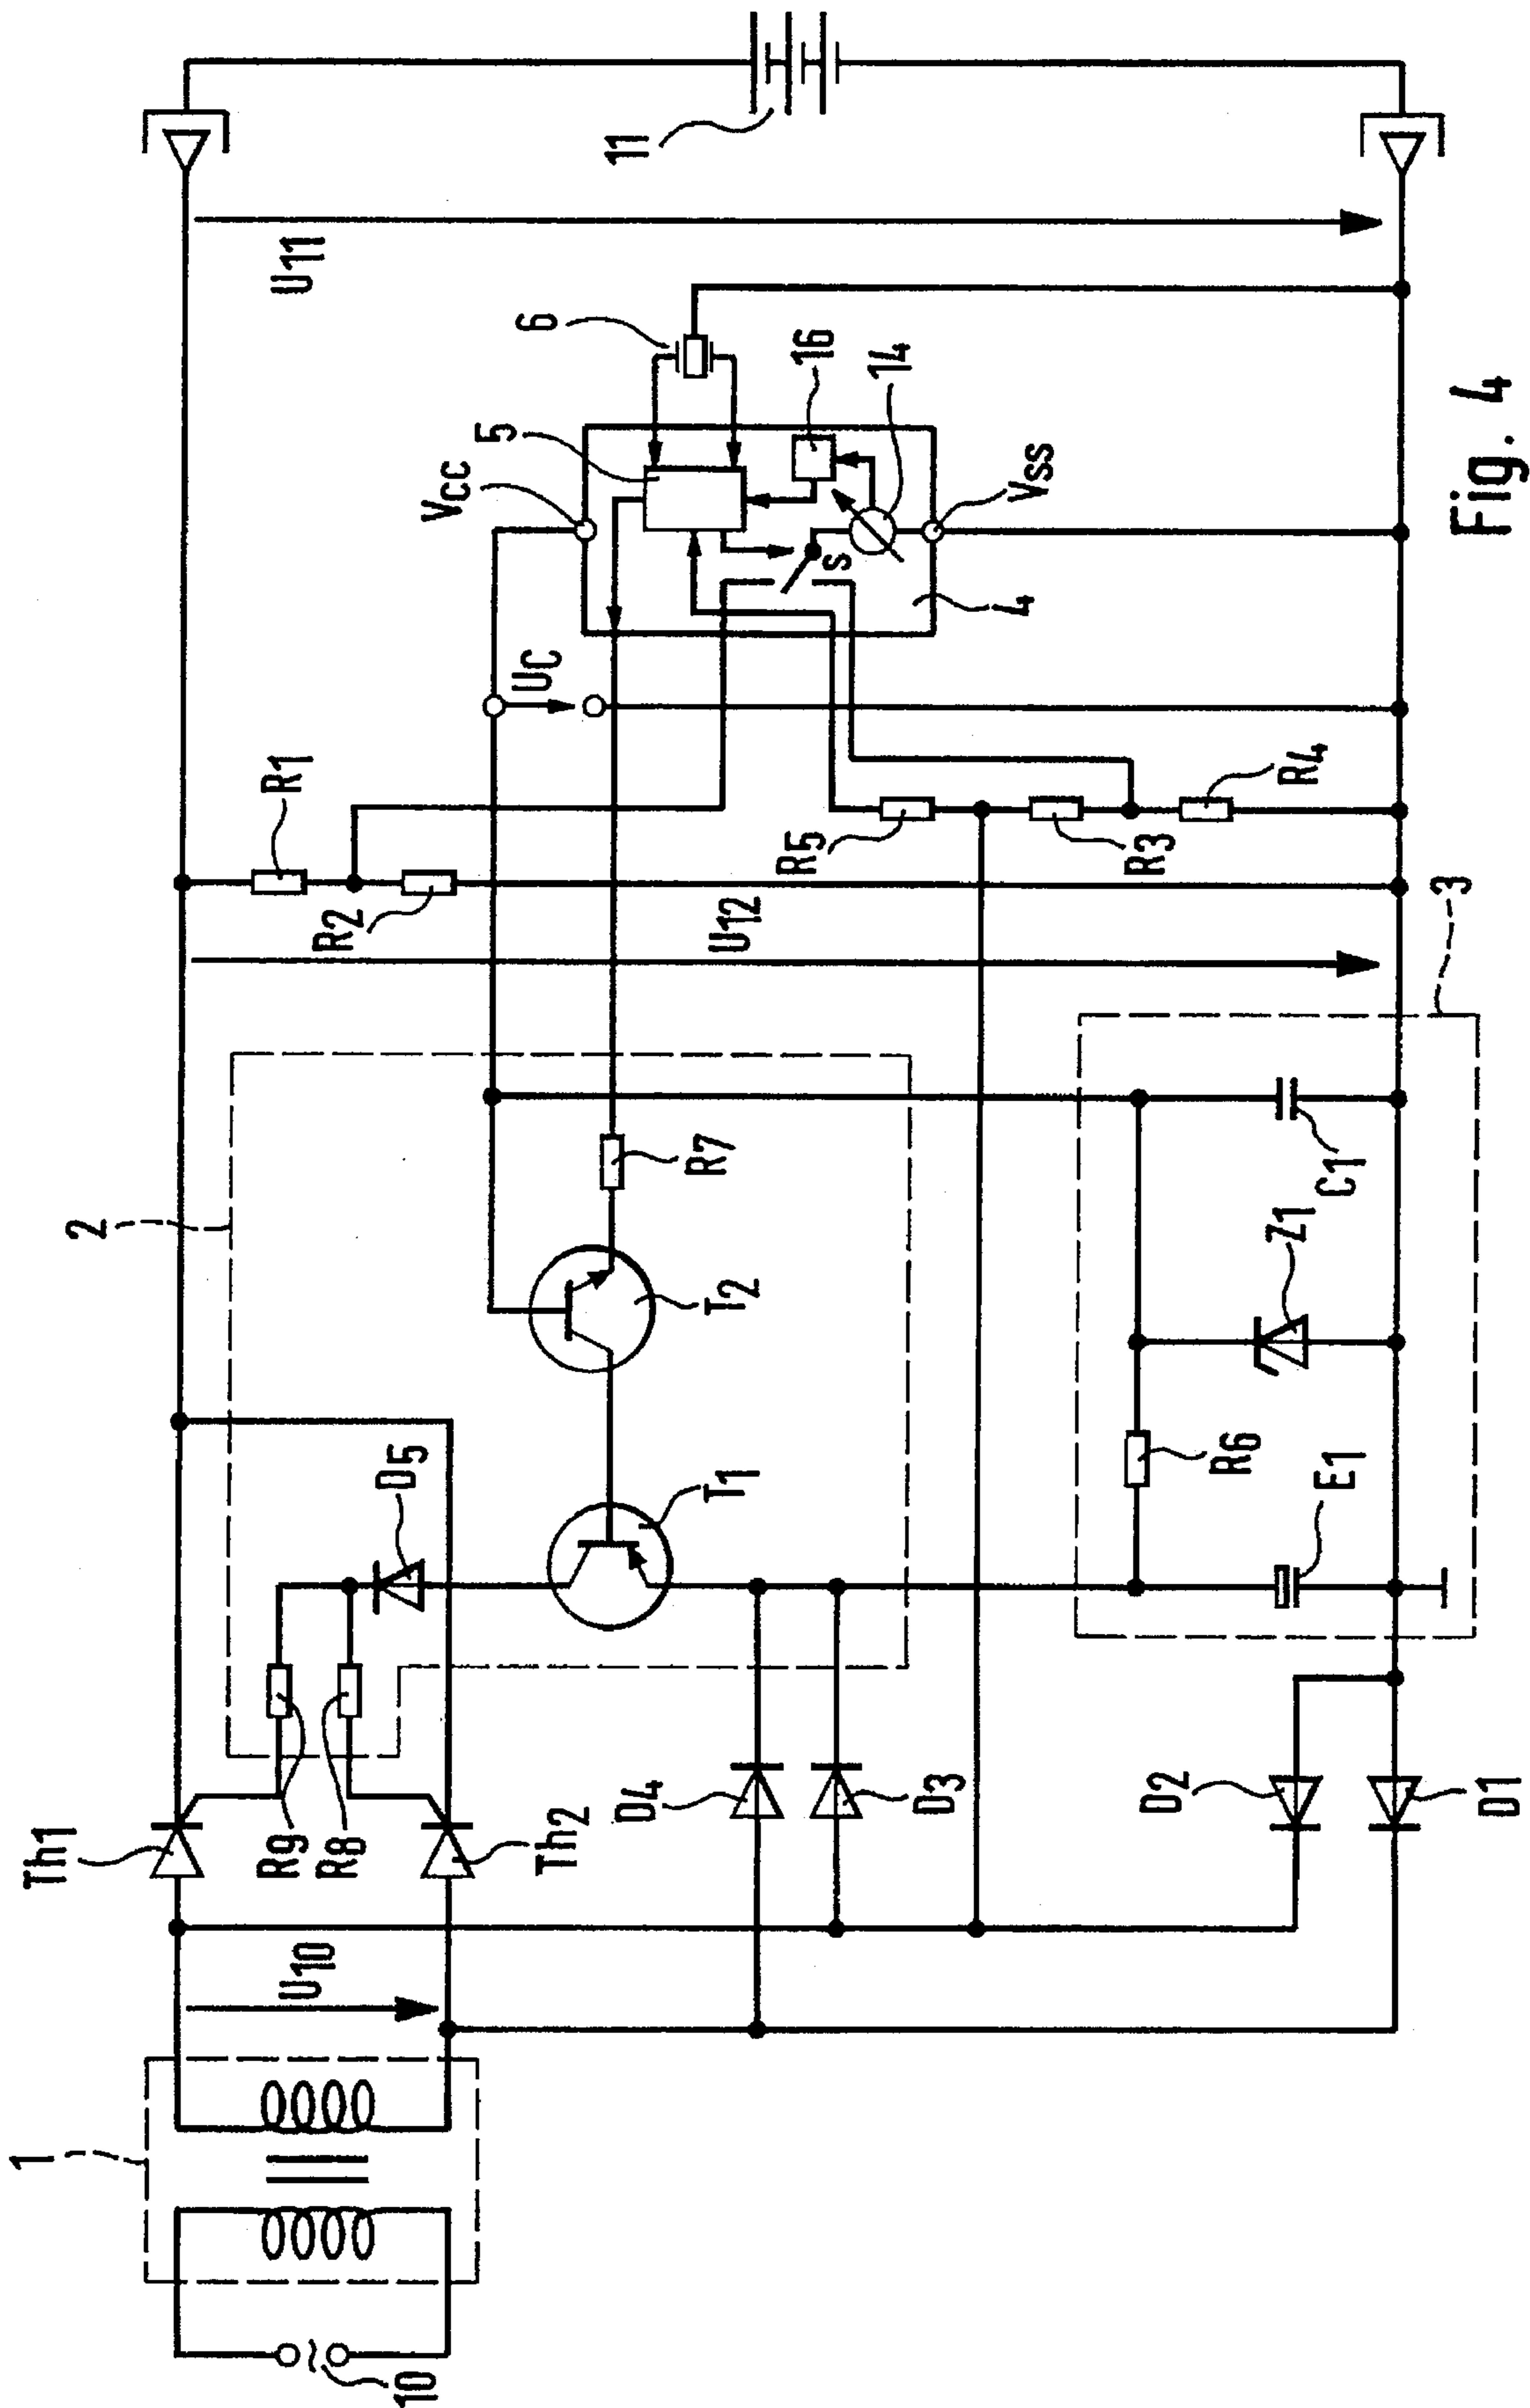 1
10
U10
Th1
Th2
R9
R8
D4
D3
D2
D1
2
D5
T1
T2
R7
3
R6
E1
Z1
C1
U12
R1
R2
R5
R3
R4
UC
VCC
VSS
5
6
16
14
S
4
U11
11
Fig. 4